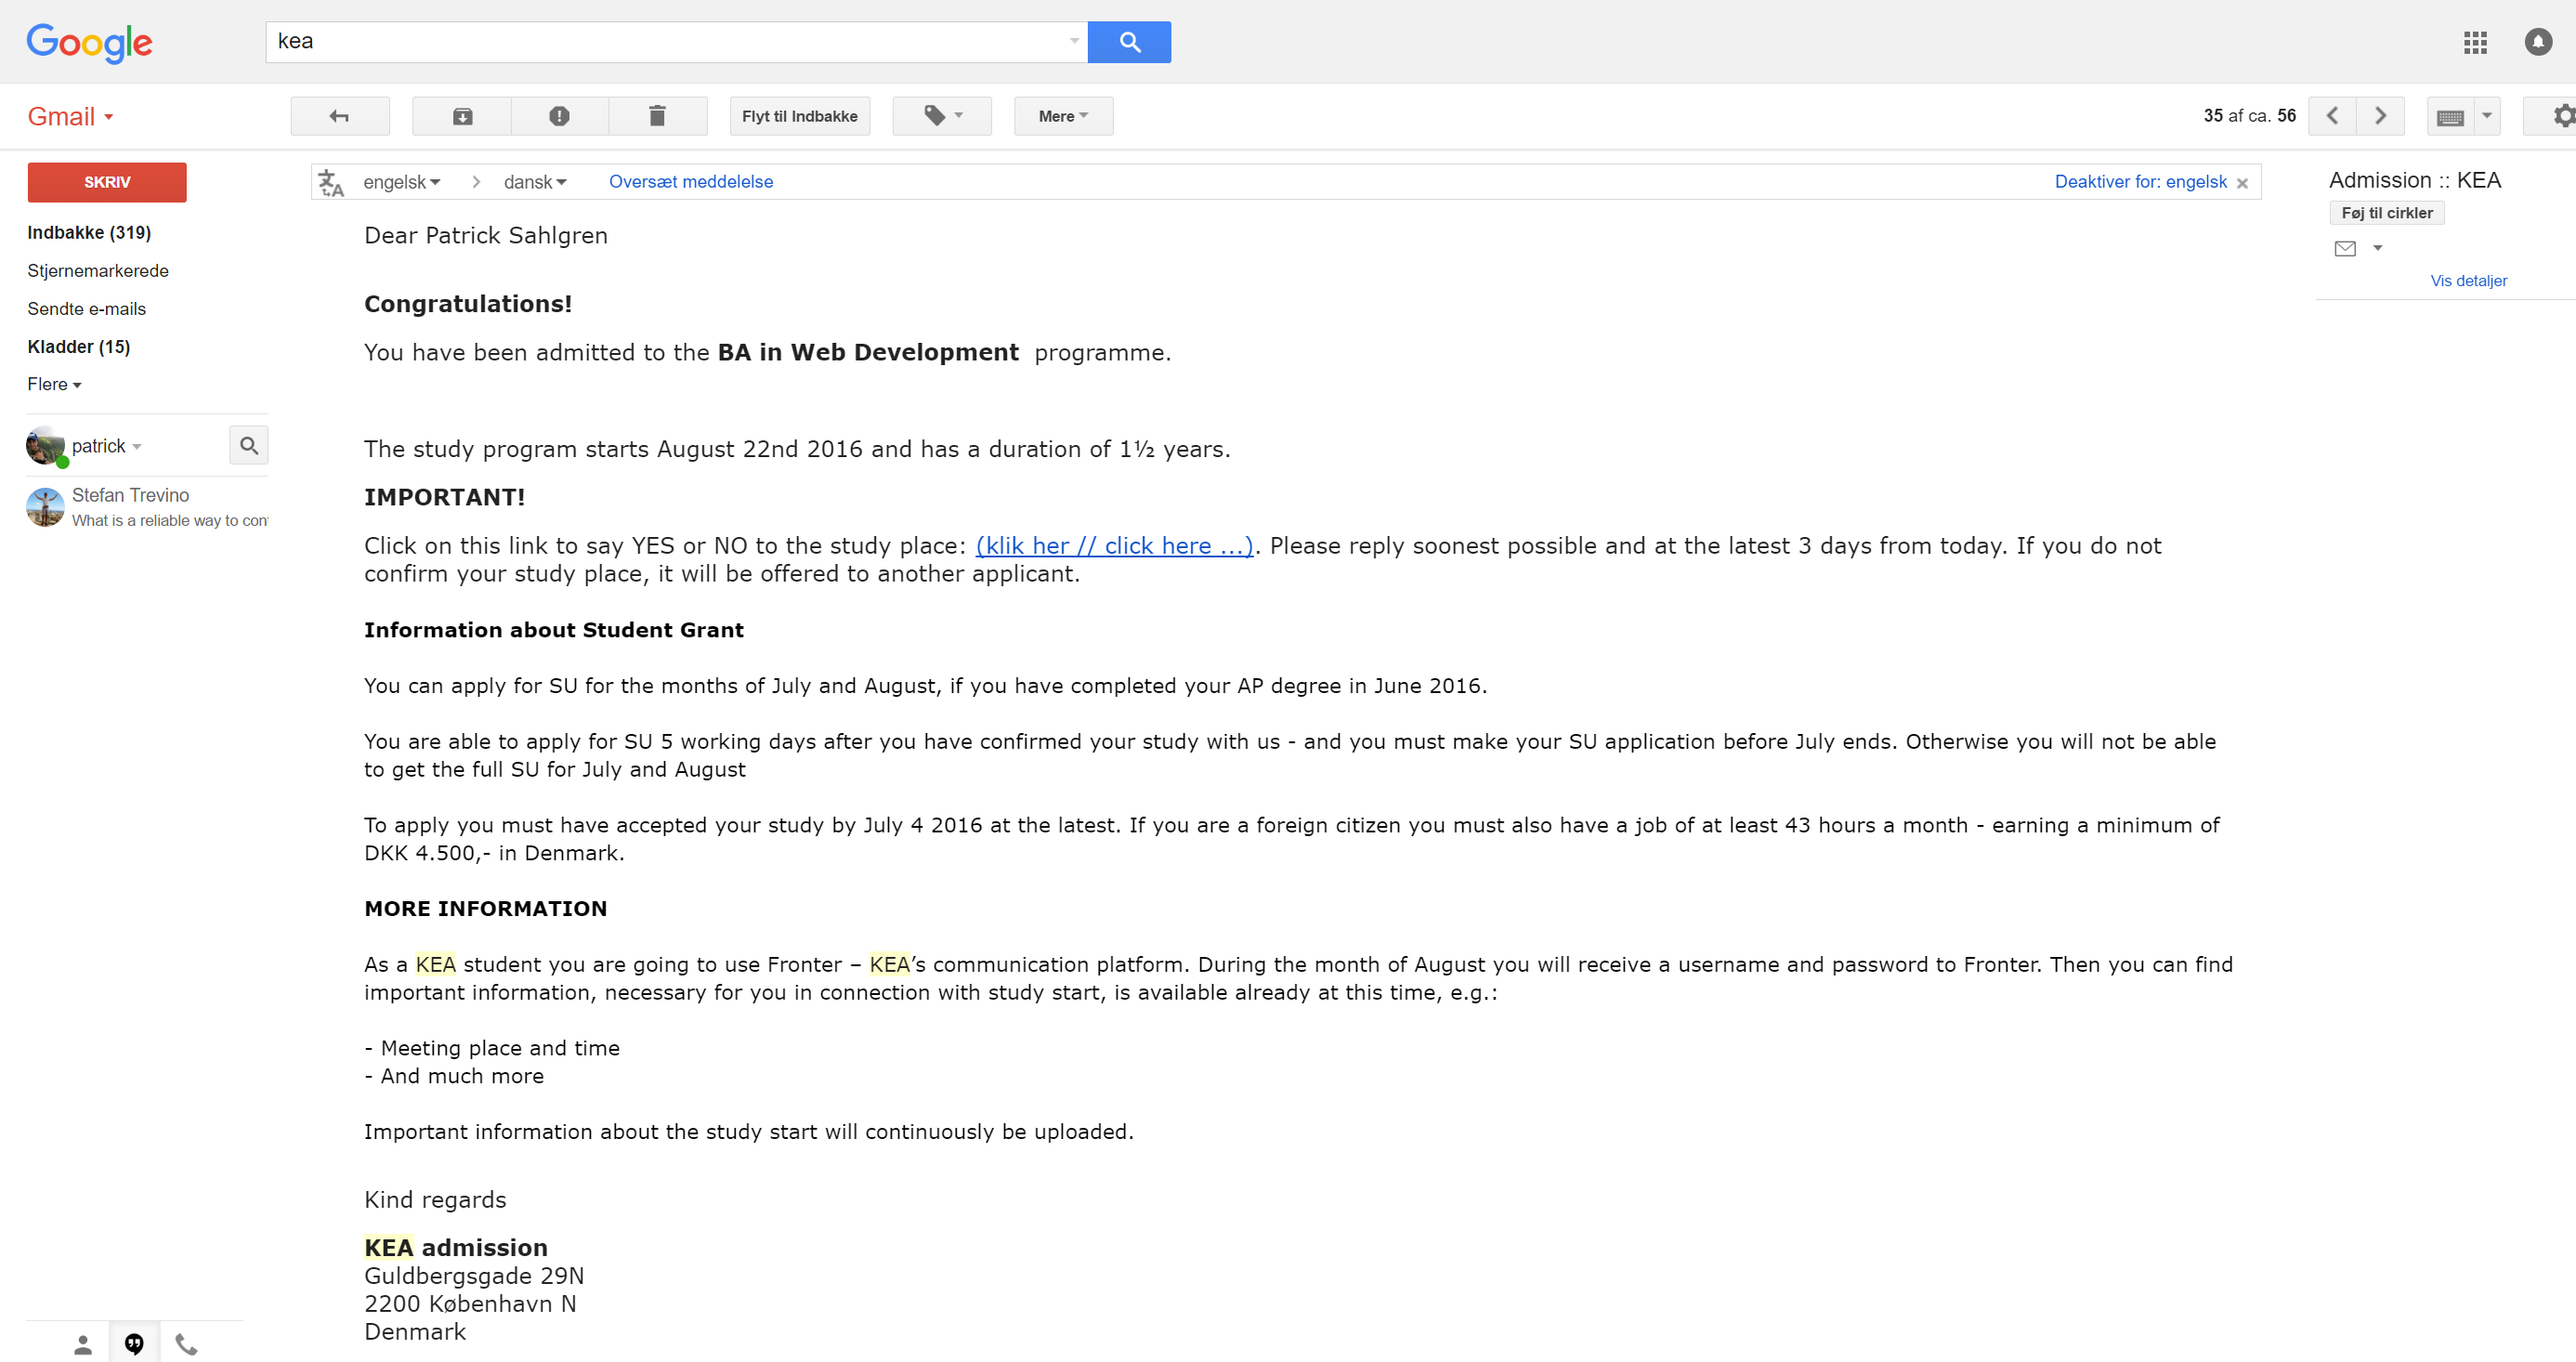 Google
kea
Gmail
Flyt til Indbakke
Mere
35 af ca. 56
SKRIV
engelsk
dansk
Oversæt meddelelse
Deaktiver for: engelsk
Admission :: KEA
Føj til cirkler
Vis detaljer
Indbakke (319)
Stjernemarkerede
Sendte e-mails
Kladder (15)
Flere
patrick
Stefan Trevino
What is a reliable way to
Dear Patrick Sahlgren
Congratulations!
You have been admitted to the BA in Web Development programme.
The study program starts August 22nd 2016 and has a duration of 1½ years.
IMPORTANT!
Click on this link to say YES or NO to the study place: (klik her // click here ...). Please reply soonest possible and at the latest 3 days from today. If you do not
confirm your study place, it will be offered to another applicant.
Information about Student Grant
You can apply for SU for the months of July and August, if you have completed your AP degree in June 2016.
You are able to apply for SU 5 working days after you have confirmed your study with us - and you must make your SU application before July ends. Otherwise you will not be able
to get the full SU for July and August
To apply you must have accepted your study by July 4 2016 at the latest. If you are a foreign citizen you must also have a job of at least 43 hours a month - earning a minimum of
DKK 4.500,- in Denmark.
MORE INFORMATION
As a KEA student you are going to use Fronter – KEA’s communication platform. During the month of August you will receive a username and password to Fronter. Then you can find
important information, necessary for you in connection with study start, is available already at this time, e.g.:
- Meeting place and time
- And much more
Important information about the study start will continuously be uploaded.
Kind regards
KEA admission
Guldbergsgade 29N
2200 København N
Denmark